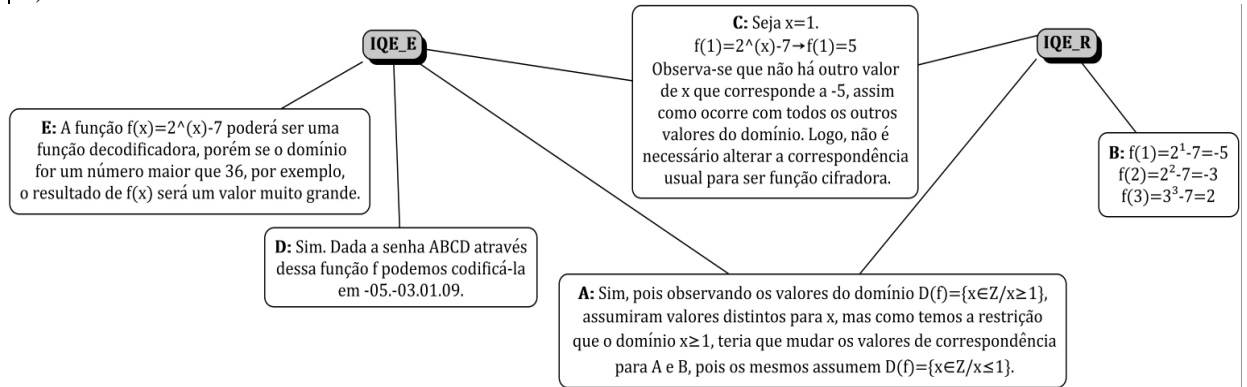 IQE_E
IQE_R
C: Seja x=1.
f(1)=2^(x)-7→f(1)=5
Observa-se que não há outro valor
de x que corresponde a -5, assim
como ocorre com todos os outros
valores do domínio. Logo, não é
necessário alterar a correspondência
usual para ser função cifradora.
E: A função f(x)=2^(x)-7 poderá ser uma
função decodificadora, porém se o domínio
for um número maior que 36, por exemplo,
o resultado de f(x) será um valor muito grande.
B: f(1)=2¹-7=-5
f(2)=2²-7=-3
f(3)=3³-7=2
D: Sim. Dada a senha ABCD através
dessa função f podemos codificá-la
em -05.-03.01.09.
A: Sim, pois observando os valores do domínio D(f)={x∈Z/x≥1},
assumiram valores distintos para x, mas como temos a restrição
que o domínio x≥1, teria que mudar os valores de correspondência
para A e B, pois os mesmos assumem D(f)={x∈Z/x≤1}.